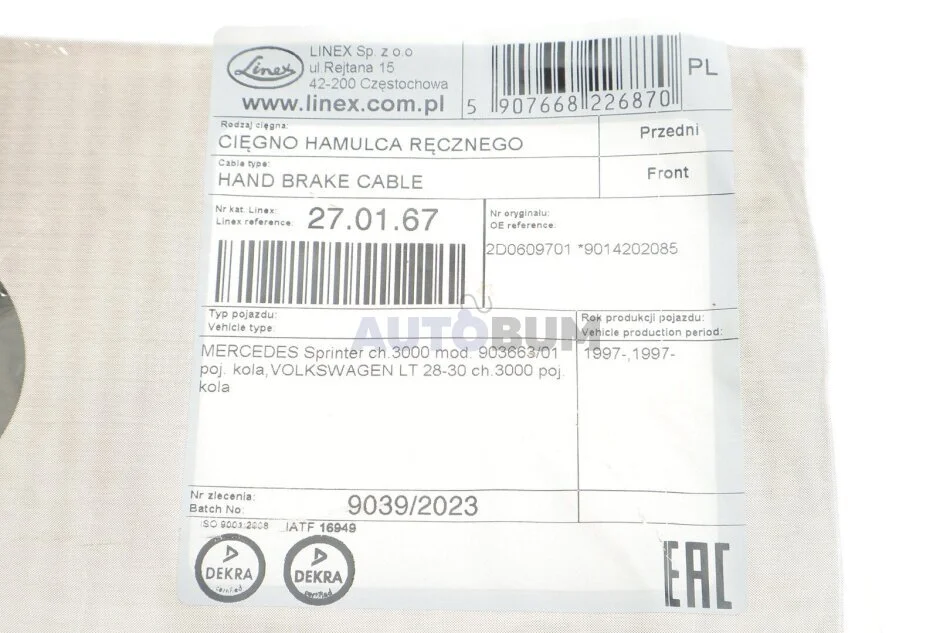 Linex
LINEX Sp. z o.o
ul.Rejtana 15
42-200 Częstochowa
www.linex.com.pl
5 907668 226870
PL
Rodzaj cięgna:
CIĘGNO HAMULCA RĘCZNEGO
Przedni
Cable type:
HAND BRAKE CABLE
Front
Nr kat. Linex:
Linex reference:
27.01.67
Nr oryginału:
OE reference:
2D0609701 *9014202085
Typ pojazdu:
Vehicle type:
Rok produkcji pojazdu:
Vehicle production period:
AUTOBUM
MERCEDES Sprinter ch.3000 mod. 903663/01
poj. koła,VOLKSWAGEN LT 28-30 ch.3000 poj.
koła
1997-,1997-
Nr zlecenia:
Batch No:
9039/2023
ISO 9001:2008
IATF 16949
DEKRA
certified
DEKRA
certified
EAC